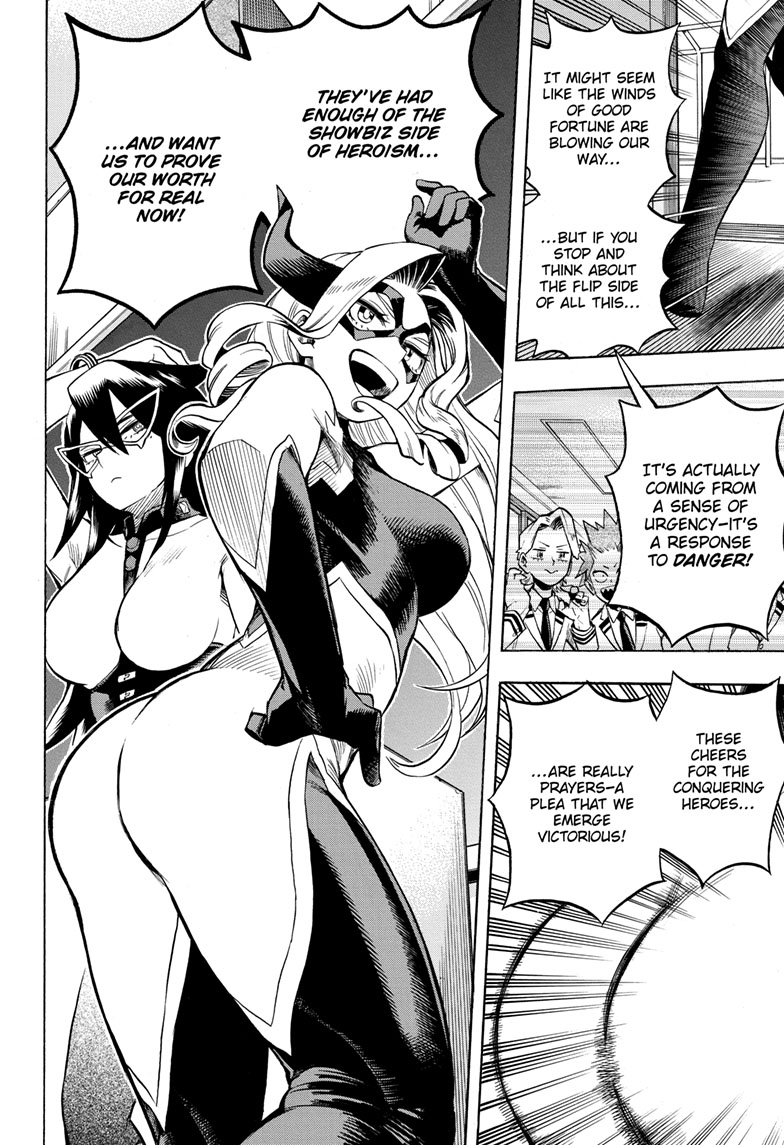 IT MIGHT SEEM
LIKE THE WINDS
OF GOOD
FORTUNE ARE
BLOWING OUR
WAY...
...BUT IF YOU
STOP AND
THINK ABOUT
THE FLIP SIDE
OF ALL THIS...
IT'S ACTUALLY
COMING FROM
A SENSE OF
URGENCY–IT'S
A RESPONSE
TO DANGER!
THESE
CHEERS
FOR THE
CONQUERING
HEROES...
...ARE REALLY
PRAYERS–A
PLEA THAT WE
EMERGE
VICTORIOUS!
THEY'VE HAD
ENOUGH OF THE
SHOWBIZ SIDE
OF HEROISM...
...AND WANT
US TO PROVE
OUR WORTH
FOR REAL
NOW!